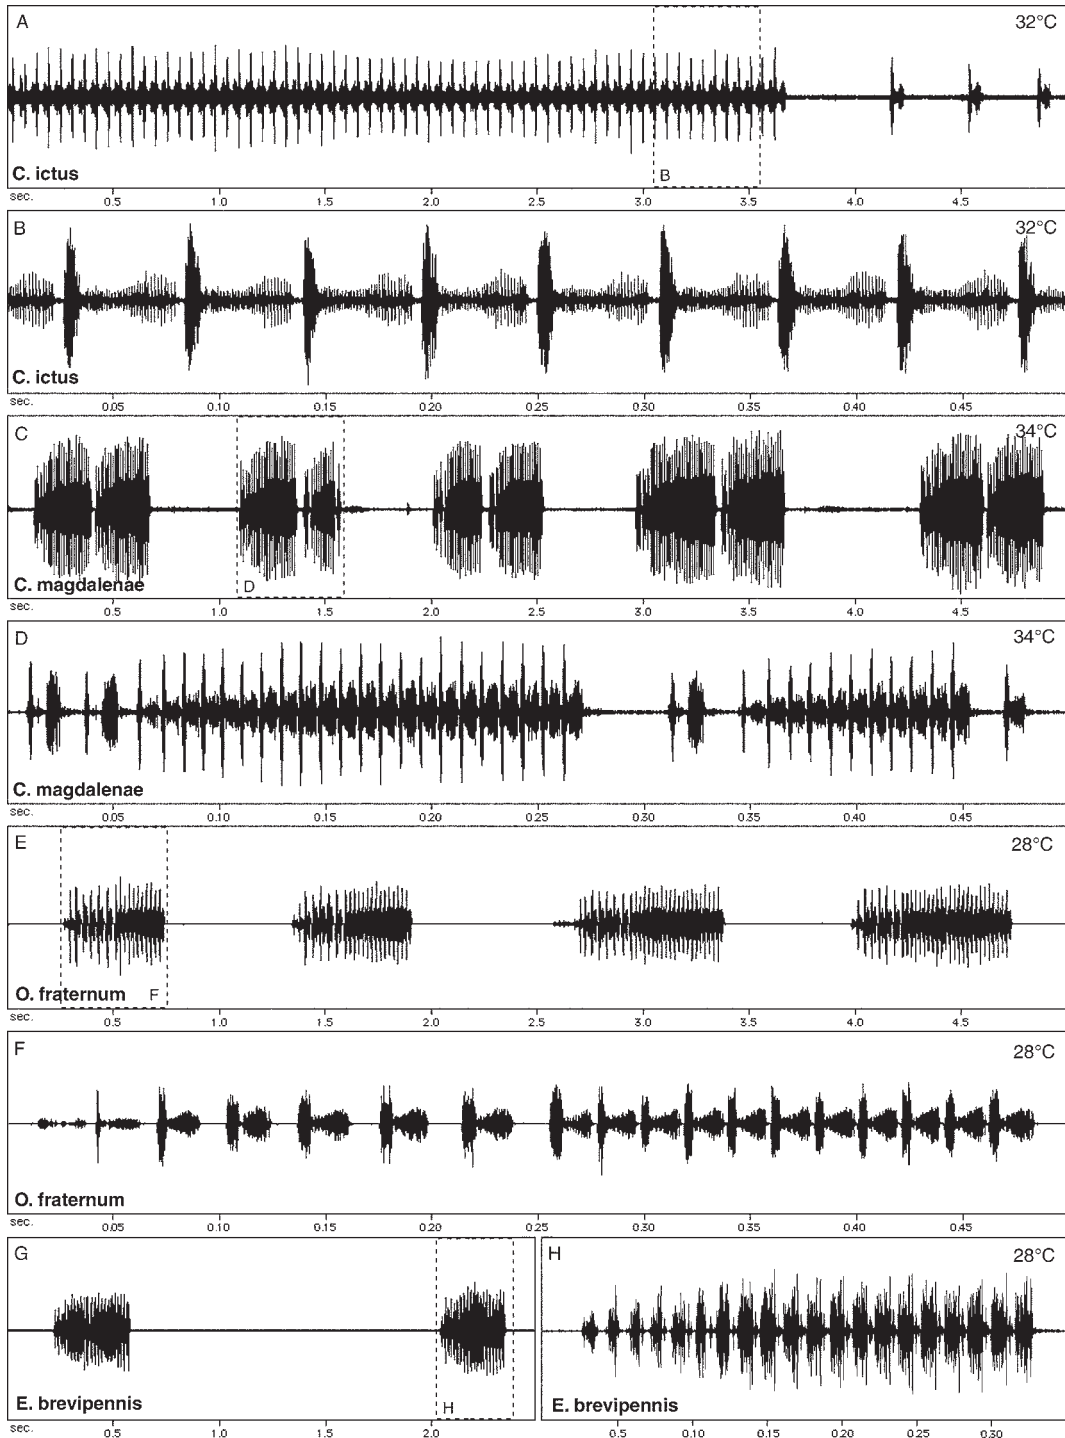 A 32°C
B
C. ictus
sec. 0.5 1.0 1.5 2.0 2.5 3.0 3.5 4.0 4.5
B 32°C
C. ictus
0.05 0.10 0.15 0.20 0.25 0.30 0.35 0.40 0.45
C 34°C
C. magdalenae D
sec. 0.5 1.0 1.5 2.0 2.5 3.0 3.5 4.0 4.5
D 34°C
C. magdalenae
sec. 0.05 0.10 0.15 0.20 0.25 0.30 0.35 0.40 0.45
E 28°C
O. fraternum F
sec. 0.5 1.0 1.5 2.0 2.5 3.0 3.5 4.0 4.5
F 28°C
O. fraternum
sec. 0.05 0.10 0.15 0.20 0.25 0.30 0.35 0.40 0.45
G H 28°C
E. brevipennis H E. brevipennis
sec. 0.5 1.0 1.5 2.0 0.5 0.10 0.15 0.20 0.25 0.30